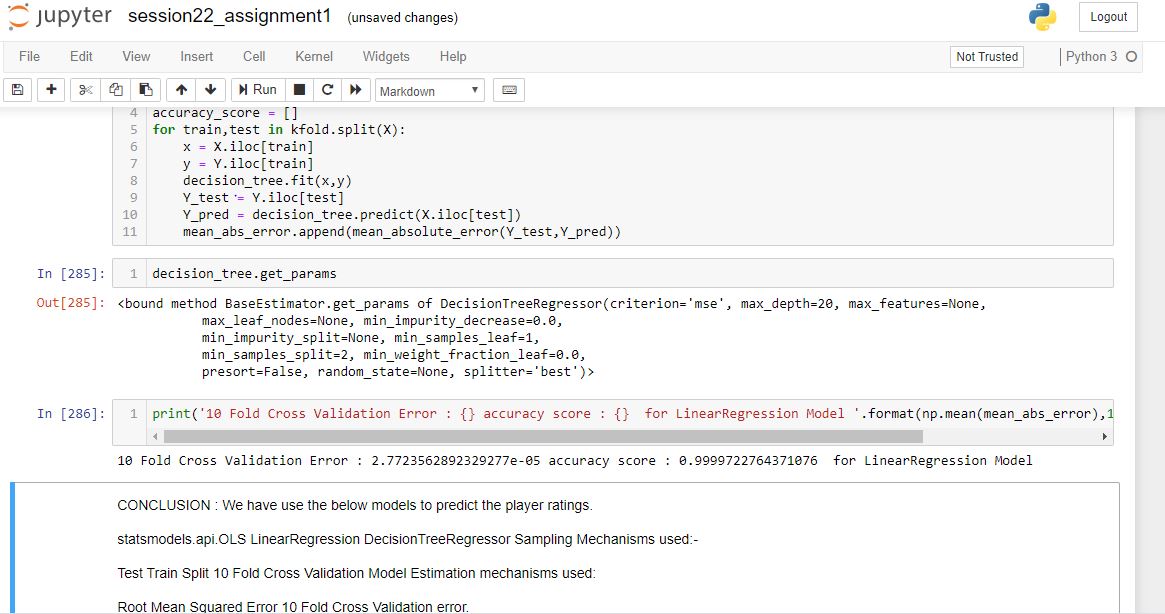 jupyter session22_assignment1 (unsaved changes) Logout
File Edit View Insert Cell Kernel Widgets Help Not Trusted Python 3
Run Markdown
4 accuracy_score = []
5 for train,test in kfold.split(X):
6 x = X.iloc[train]
7 y = Y.iloc[train]
8 decision_tree.fit(x,y)
9 Y_test = Y.iloc[test]
10 Y_pred = decision_tree.predict(X.iloc[test])
11 mean_abs_error.append(mean_absolute_error(Y_test,Y_pred))
In [285]: 1 decision_tree.get_params
Out[285]: <bound method BaseEstimator.get_params of DecisionTreeRegressor(criterion='mse', max_depth=20, max_features=None,
max_leaf_nodes=None, min_impurity_decrease=0.0,
min_impurity_split=None, min_samples_leaf=1,
min_samples_split=2, min_weight_fraction_leaf=0.0,
presort=False, random_state=None, splitter='best')>
In [286]: 1 print('10 Fold Cross Validation Error : {} accuracy score : {}  for LinearRegression Model '.format(np.mean(mean_abs_error),1
10 Fold Cross Validation Error : 2.7723562892329277e-05 accuracy score : 0.9999722764371076  for LinearRegression Model
CONCLUSION : We have use the below models to predict the player ratings.
statsmodels.api.OLS LinearRegression DecisionTreeRegressor Sampling Mechanisms used:-
Test Train Split 10 Fold Cross Validation Model Estimation mechanisms used:
Root Mean Squared Error 10 Fold Cross Validation error.